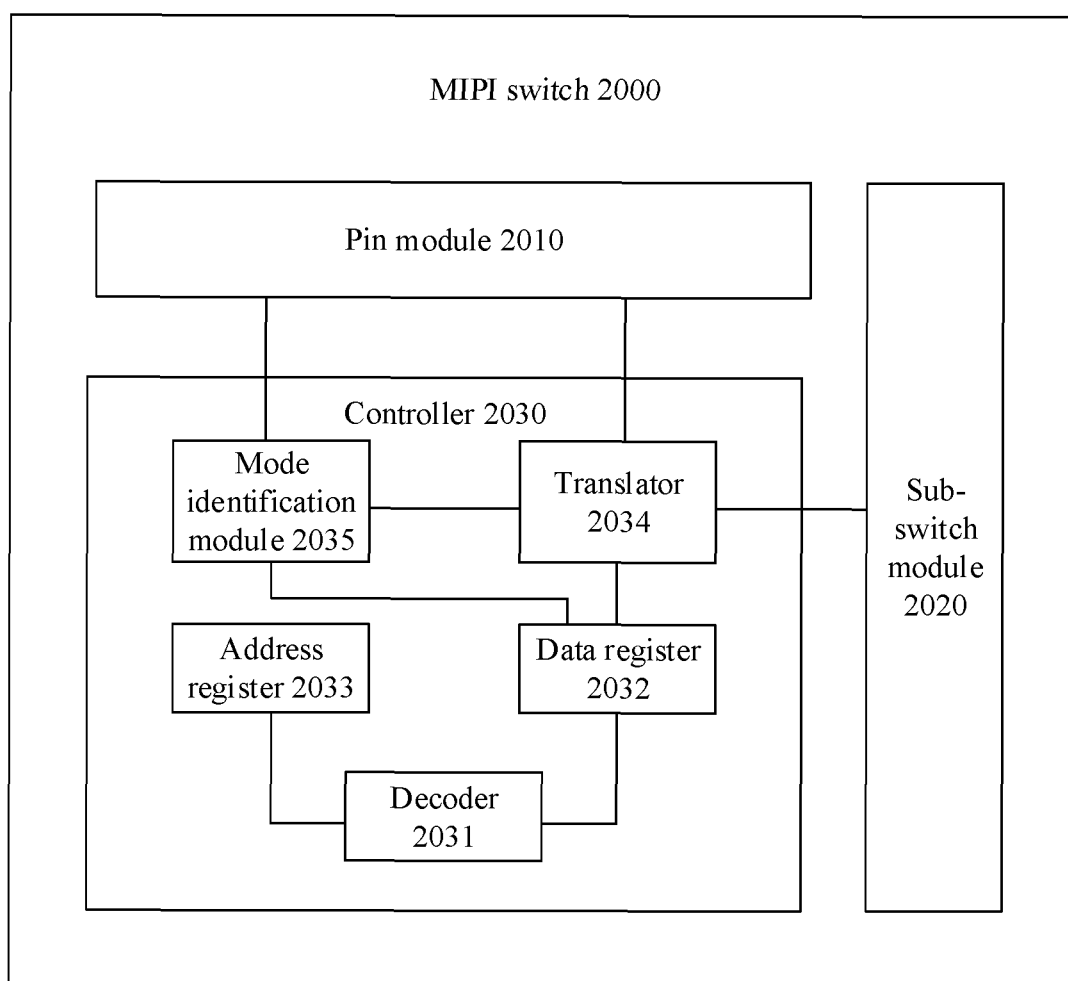 MIPI switch 2000
Pin module 2010
Controller 2030
Mode
identification
module 2035
Translator
2034
Sub-
switch
module
2020
Address
register 2033
Data register
2032
Decoder
2031